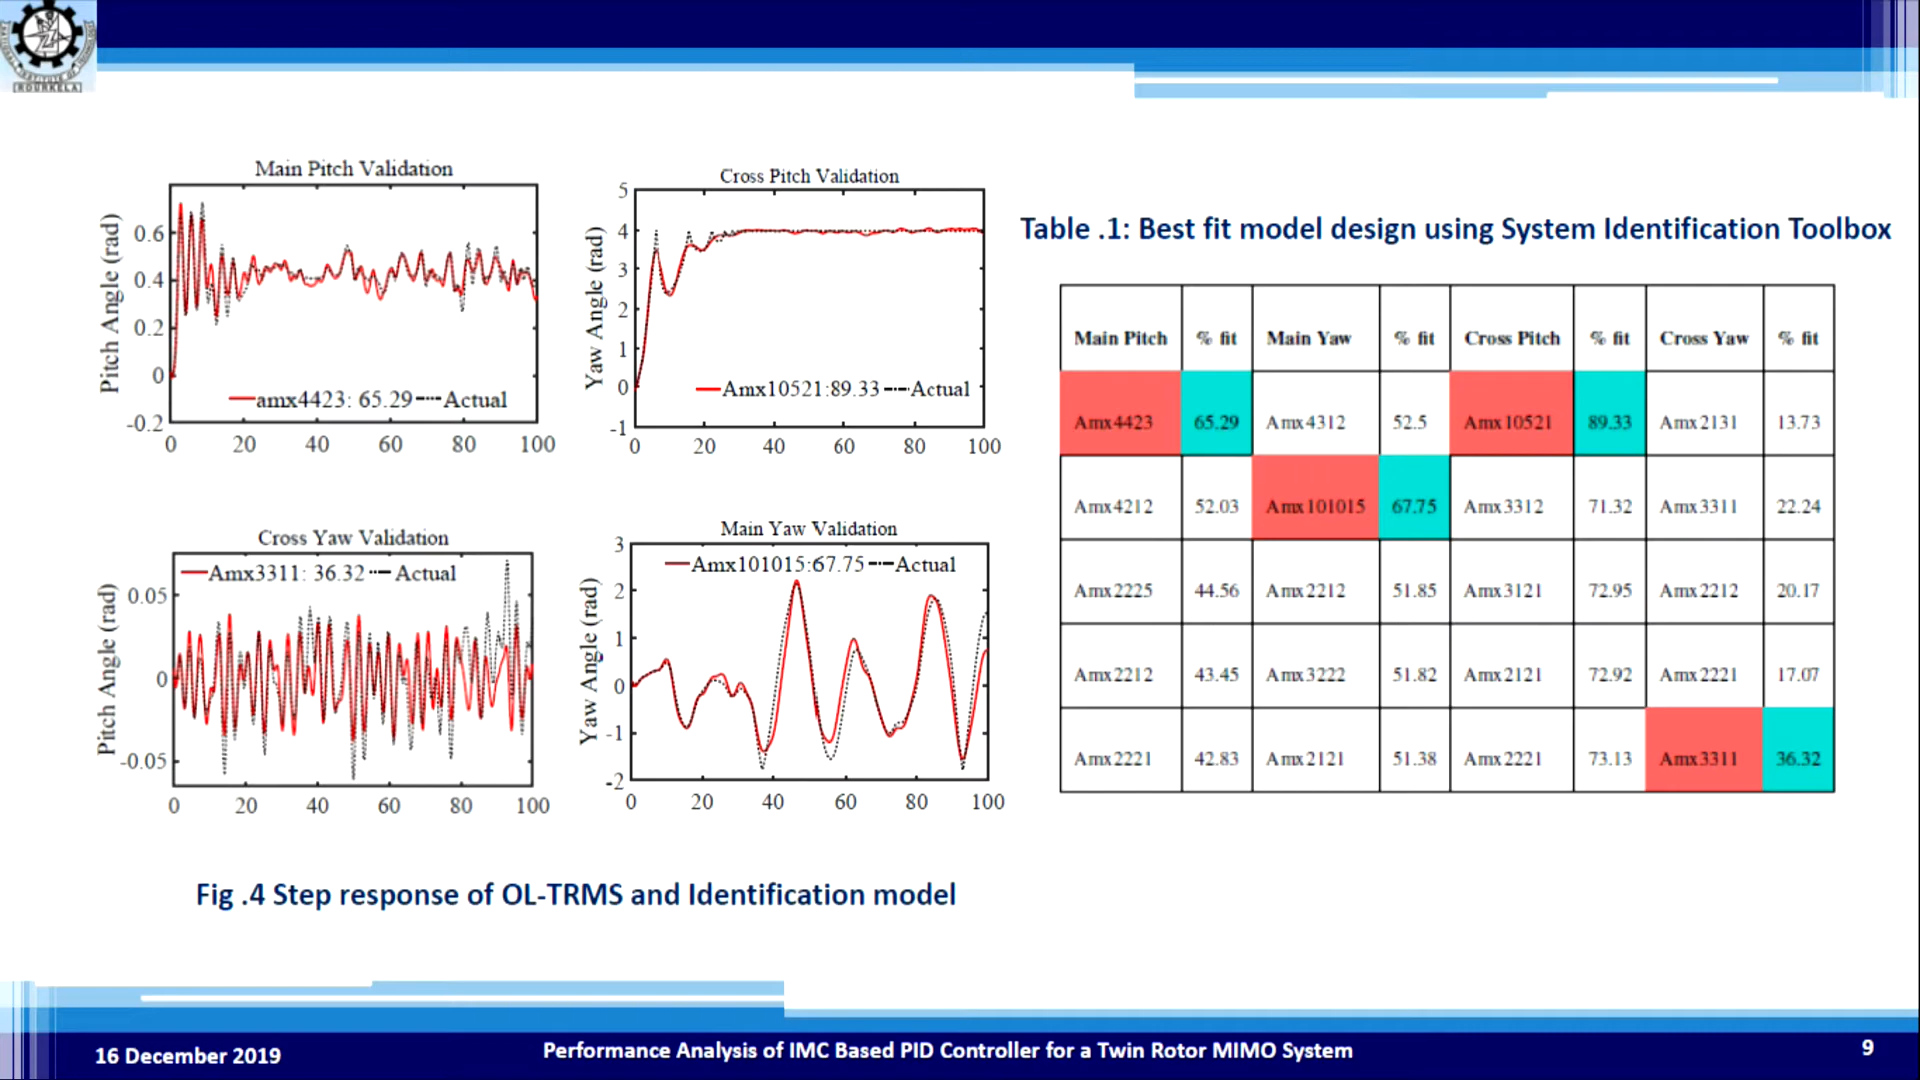 ROURKELA
Main Pitch Validation
Pitch Angle (rad)
0.6
0.4
0.2
0
-0.2
amx4423: 65.29 Actual
0 20 40 60 80 100
Cross Pitch Validation
Yaw Angle (rad)
5
4
3
2
1
0
-1
Amx10521:89.33 Actual
0 20 40 60 80 100
Cross Yaw Validation
Pitch Angle (rad)
Amx3311: 36.32 Actual
0.05
0
-0.05
0 20 40 60 80 100
Main Yaw Validation
Yaw Angle (rad)
3
2
1
0
-1
-2
Amx101015:67.75 Actual
0 20 40 60 80 100
Fig .4 Step response of OL-TRMS and Identification model
Table .1: Best fit model design using System Identification Toolbox
Main Pitch % fit Main Yaw % fit Cross Pitch % fit Cross Yaw % fit
Amx4423 65.29 Amx4312 52.5 Amx10521 89.33 Amx2131 13.73
Amx4212 52.03 Amx101015 67.75 Amx3312 71.32 Amx3311 22.24
Amx2225 44.56 Amx2212 51.85 Amx3121 72.95 Amx2212 20.17
Amx2212 43.45 Amx3222 51.82 Amx2121 72.92 Amx2221 17.07
Amx2221 42.83 Amx2121 51.38 Amx2221 73.13 Amx3311 36.32
16 December 2019
Performance Analysis of IMC Based PID Controller for a Twin Rotor MIMO System
9